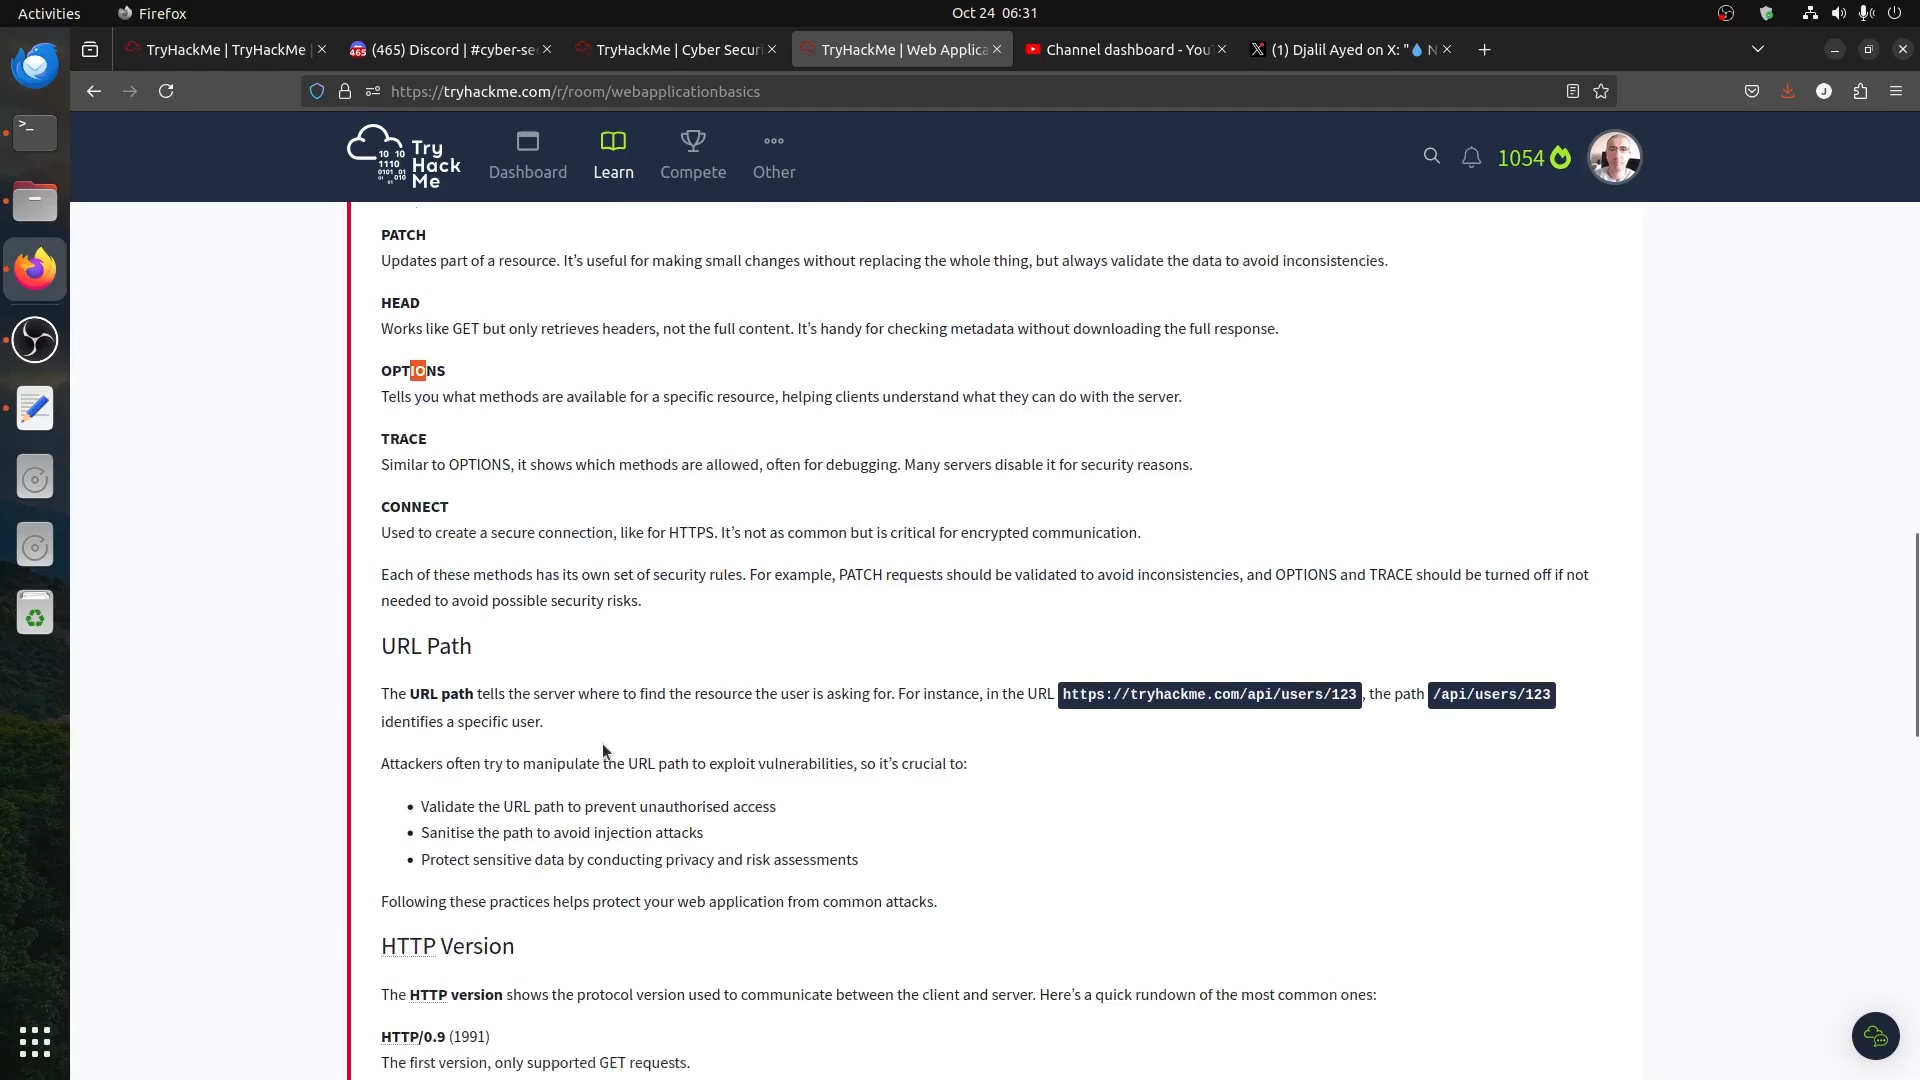 Activities
Firefox
Oct 24 06:31
TryHackMe | TryHackMe
(465) Discord | #cyber-se
TryHackMe | Cyber Securi
TryHackMe | Web Applica
Channel dashboard - You
(1) Djalil Ayed on X: "💧 N
https://tryhackme.com/r/room/webapplicationbasics
Try Hack Me
Dashboard
Learn
Compete
Other
1054
PATCH
Updates part of a resource. It’s useful for making small changes without replacing the whole thing, but always validate the data to avoid inconsistencies.
HEAD
Works like GET but only retrieves headers, not the full content. It’s handy for checking metadata without downloading the full response.
OPTIONS
Tells you what methods are available for a specific resource, helping clients understand what they can do with the server.
TRACE
Similar to OPTIONS, it shows which methods are allowed, often for debugging. Many servers disable it for security reasons.
CONNECT
Used to create a secure connection, like for HTTPS. It’s not as common but is critical for encrypted communication.
Each of these methods has its own set of security rules. For example, PATCH requests should be validated to avoid inconsistencies, and OPTIONS and TRACE should be turned off if not
needed to avoid possible security risks.
URL Path
The URL path tells the server where to find the resource the user is asking for. For instance, in the URL https://tryhackme.com/api/users/123, the path /api/users/123
identifies a specific user.
Attackers often try to manipulate the URL path to exploit vulnerabilities, so it’s crucial to:
• Validate the URL path to prevent unauthorised access
• Sanitise the path to avoid injection attacks
• Protect sensitive data by conducting privacy and risk assessments
Following these practices helps protect your web application from common attacks.
HTTP Version
The HTTP version shows the protocol version used to communicate between the client and server. Here’s a quick rundown of the most common ones:
HTTP/0.9 (1991)
The first version, only supported GET requests.